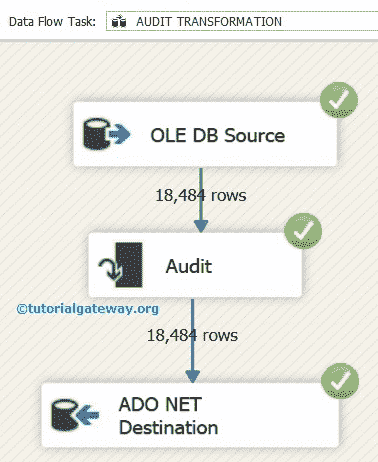 Data Flow Task: AUDIT TRANSFORMATION
OLE DB Source
18,484 rows
Audit
©tutorialgateway.org
18,484 rows
ADO NET
Destination